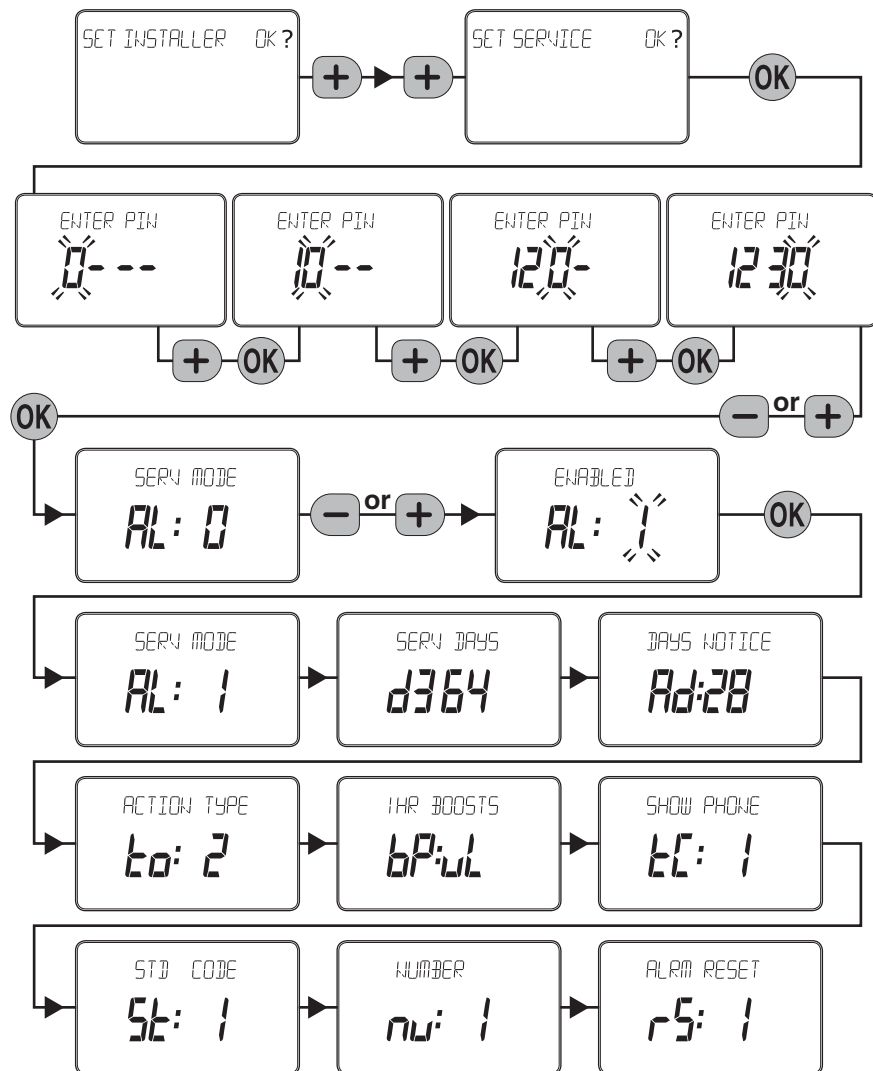 SET INSTALLER OK?
+
+
SET SERVICE OK?
OK
ENTER PIN
0---
ENTER PIN
10--
ENTER PIN
120-
ENTER PIN
1230
+ OK
+ OK
+ OK
OK
- or +
SERV MODE
AL: 0
- or +
ENABLED
AL: 1
OK
SERV MODE
AL: 1
SERV DAYS
d364
DAYS NOTICE
Ad:28
ACTION TYPE
to: 2
1HR BOOSTS
bP:uL
SHOW PHONE
tC: 1
STD CODE
St: 1
NUMBER
nu: 1
ALRM RESET
rS: 1